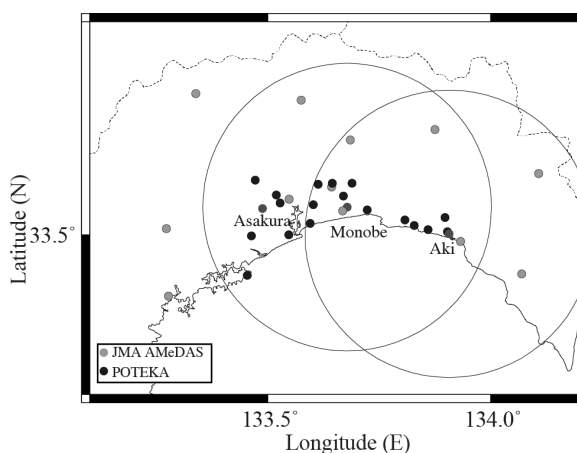 Latitude (N)
33.5°
Asakura
Monobe
Aki
JMA AMeDAS
POTEKA
133.5°
134.0°
Longitude (E)